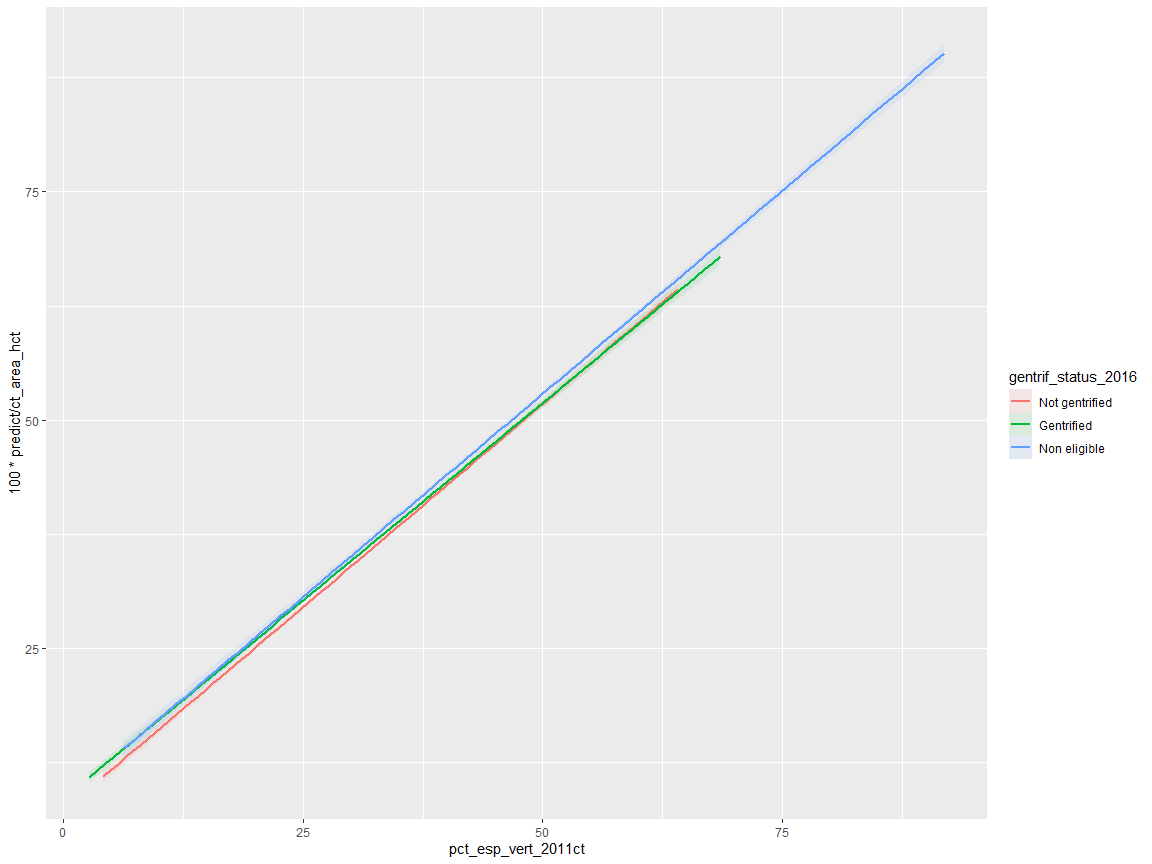 100 * predict/ct_area_hct
75
50
25
0
25
50
75
pct_esp_vert_2011ct
gentrif_status_2016
Not gentrified
Gentrified
Non eligible